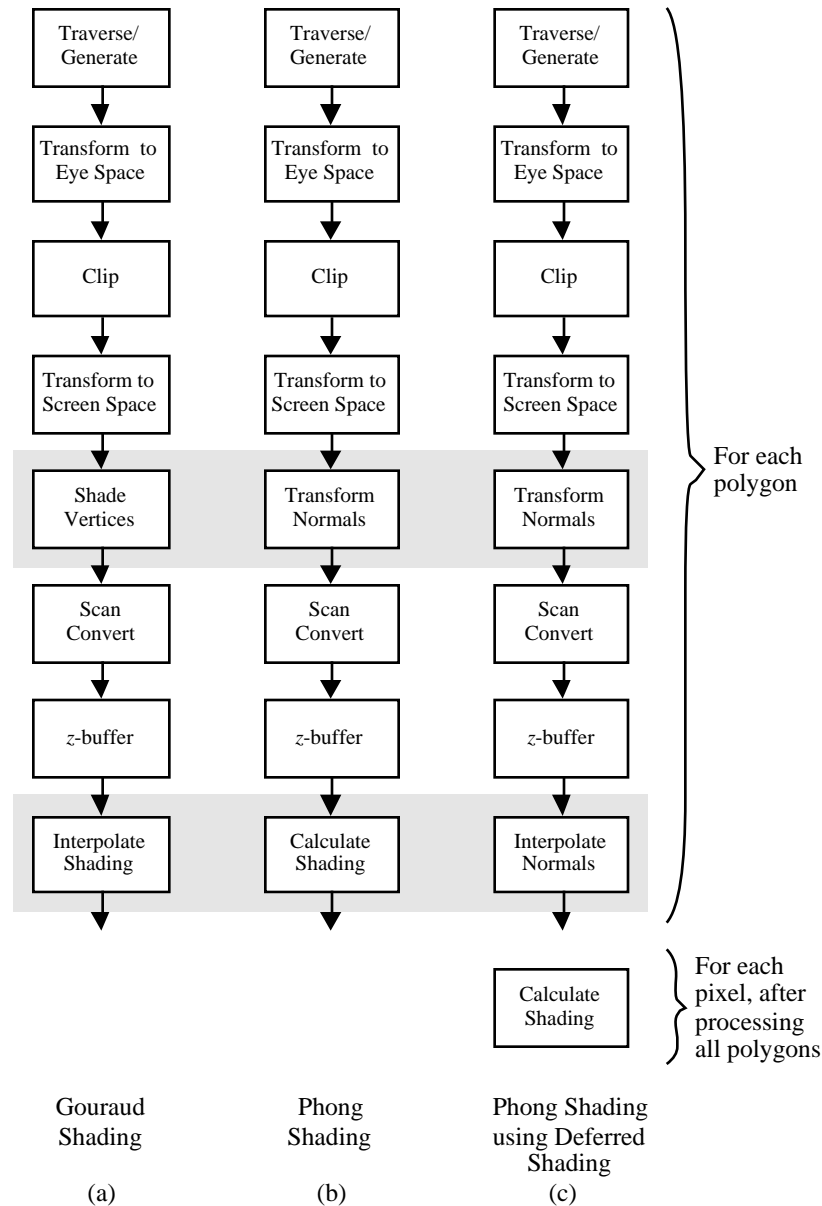 Traverse/
Generate
Traverse/
Generate
Traverse/
Generate
Transform to
Eye Space
Transform to
Eye Space
Transform to
Eye Space
Clip
Clip
Clip
Transform to
Screen Space
Transform to
Screen Space
Transform to
Screen Space
Shade
Vertices
Transform
Normals
Transform
Normals
For each
polygon
Scan
Convert
Scan
Convert
Scan
Convert
z-buffer
z-buffer
z-buffer
Interpolate
Shading
Calculate
Shading
Interpolate
Normals
Calculate
Shading
For each
pixel, after
processing
all polygons
Gouraud
Shading
Phong
Shading
Phong Shading
using Deferred
Shading
(a)
(b)
(c)